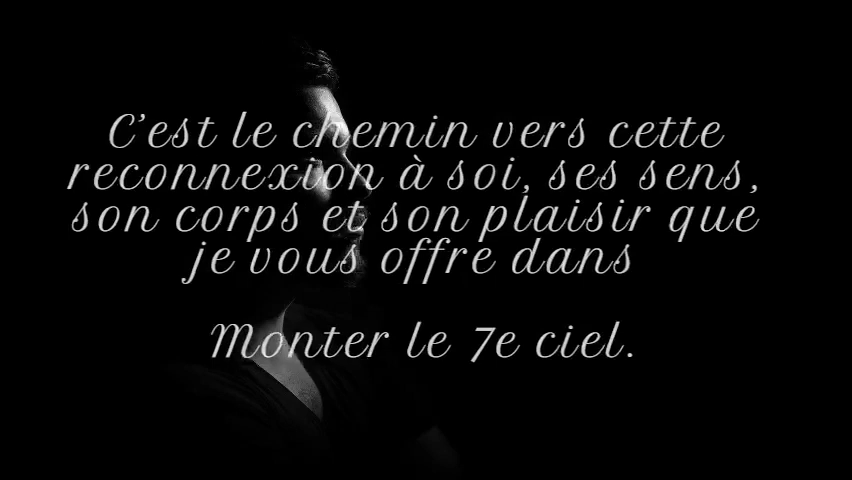 C'est le chemin vers cette
reconnexion à soi, ses sens,
son corps et son plaisir que
je vous offre dans
Monter le 7e ciel.